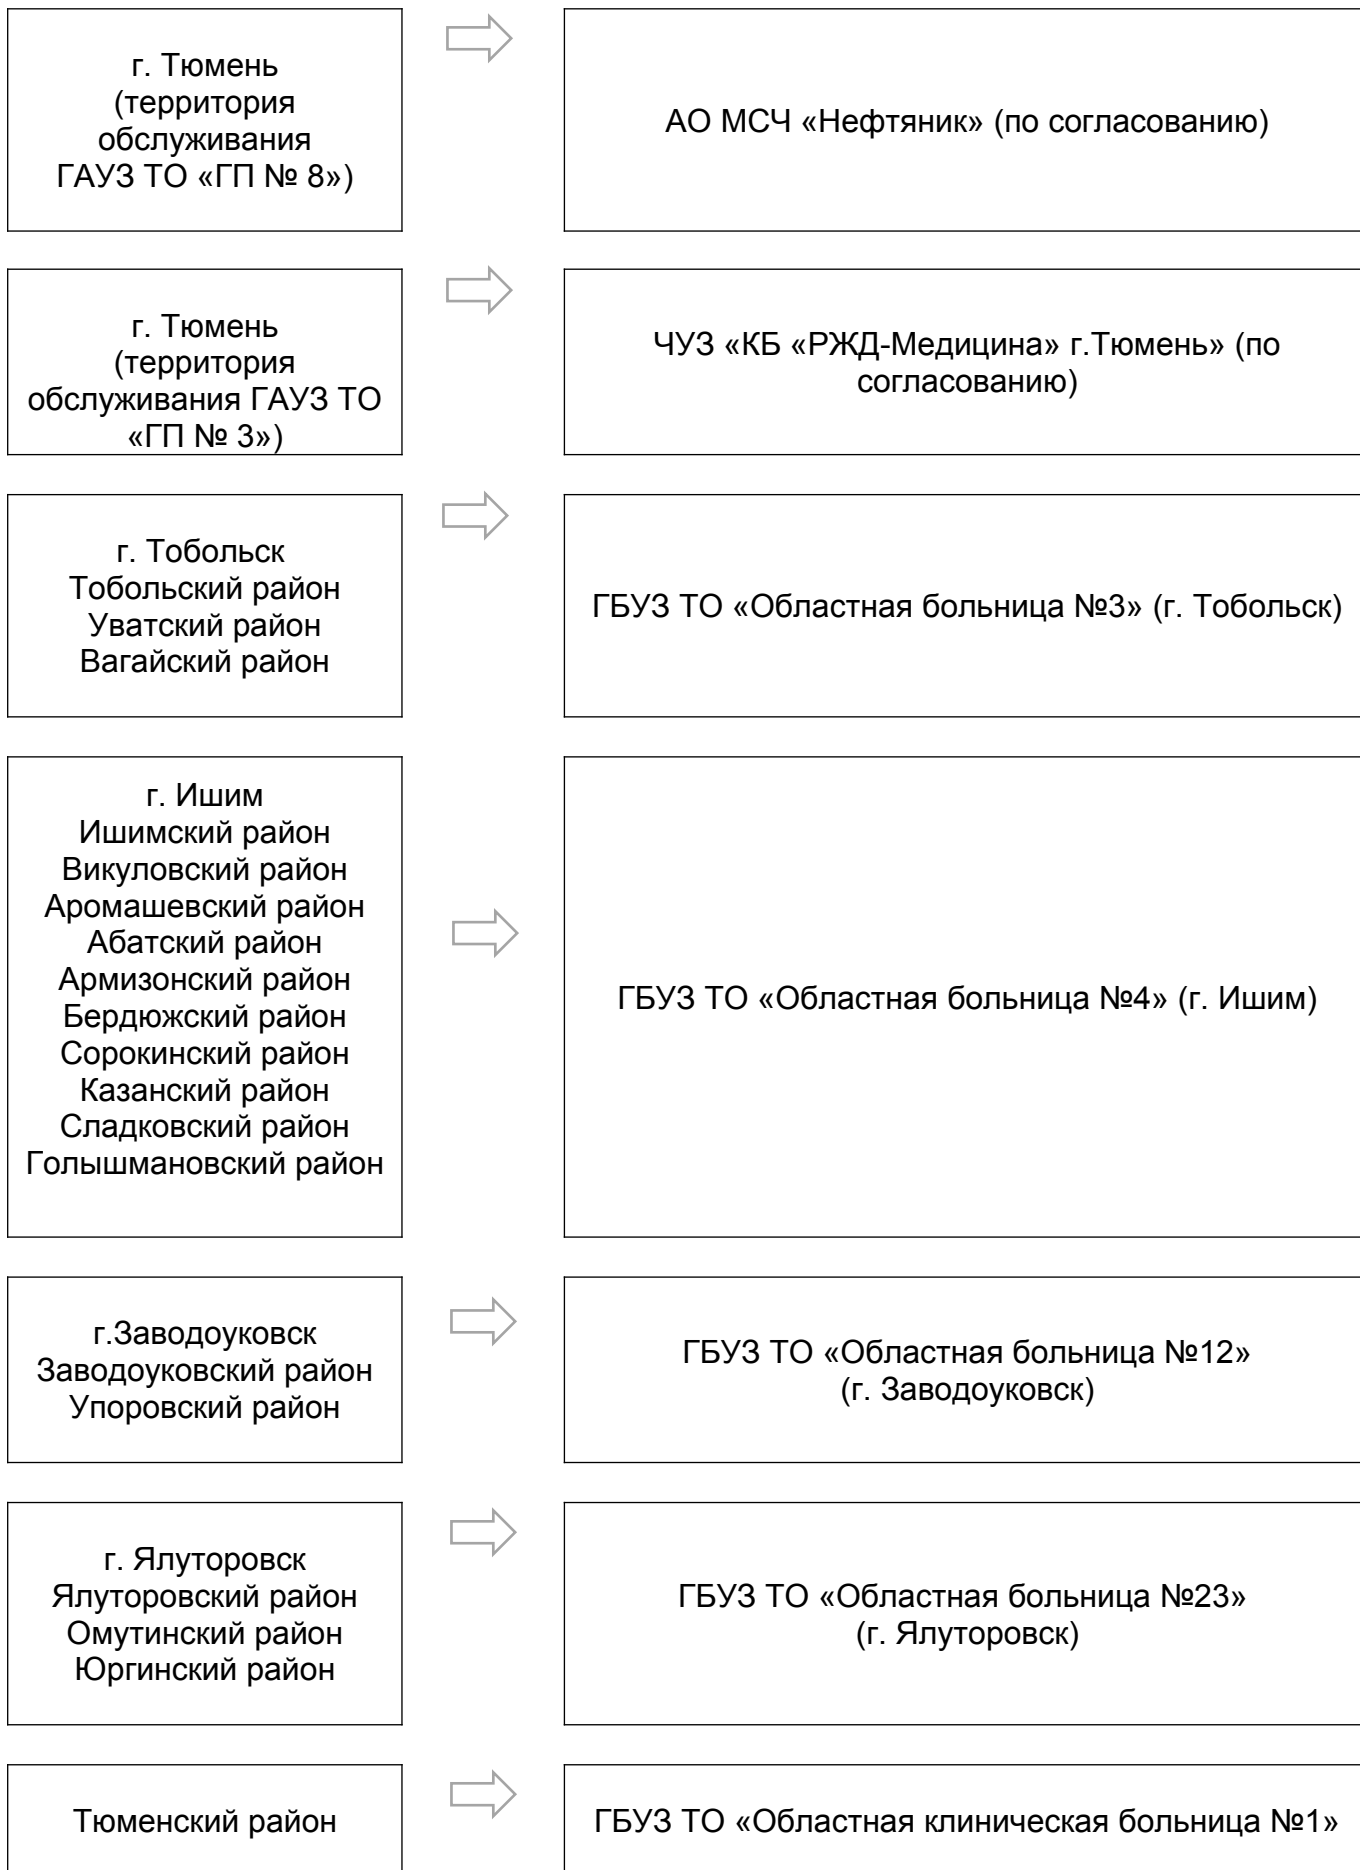 г. Тюмень
(территория
обслуживания
ГАУЗ ТО «ГП № 8»)
АО МСЧ «Нефтяник» (по согласованию)
г. Тюмень
(территория
обслуживания ГАУЗ ТО
«ГП № 3»)
ЧУЗ «КБ «РЖД-Медицина» г.Тюмень» (по
согласованию)
г. Тобольск
Тобольский район
Уватский район
Вагайский район
ГБУЗ ТО «Областная больница №3» (г. Тобольск)
г. Ишим
Ишимский район
Викуловский район
Аромашевский район
Абатский район
Армизонский район
Бердюжский район
Сорокинский район
Казанский район
Сладковский район
Голышмановский район
ГБУЗ ТО «Областная больница №4» (г. Ишим)
г.Заводоуковск
Заводоуковский район
Упоровский район
ГБУЗ ТО «Областная больница №12»
(г. Заводоуковск)
г. Ялуторовск
Ялуторовский район
Омутинский район
Юргинский район
ГБУЗ ТО «Областная больница №23»
(г. Ялуторовск)
Тюменский район
ГБУЗ ТО «Областная клиническая больница №1»